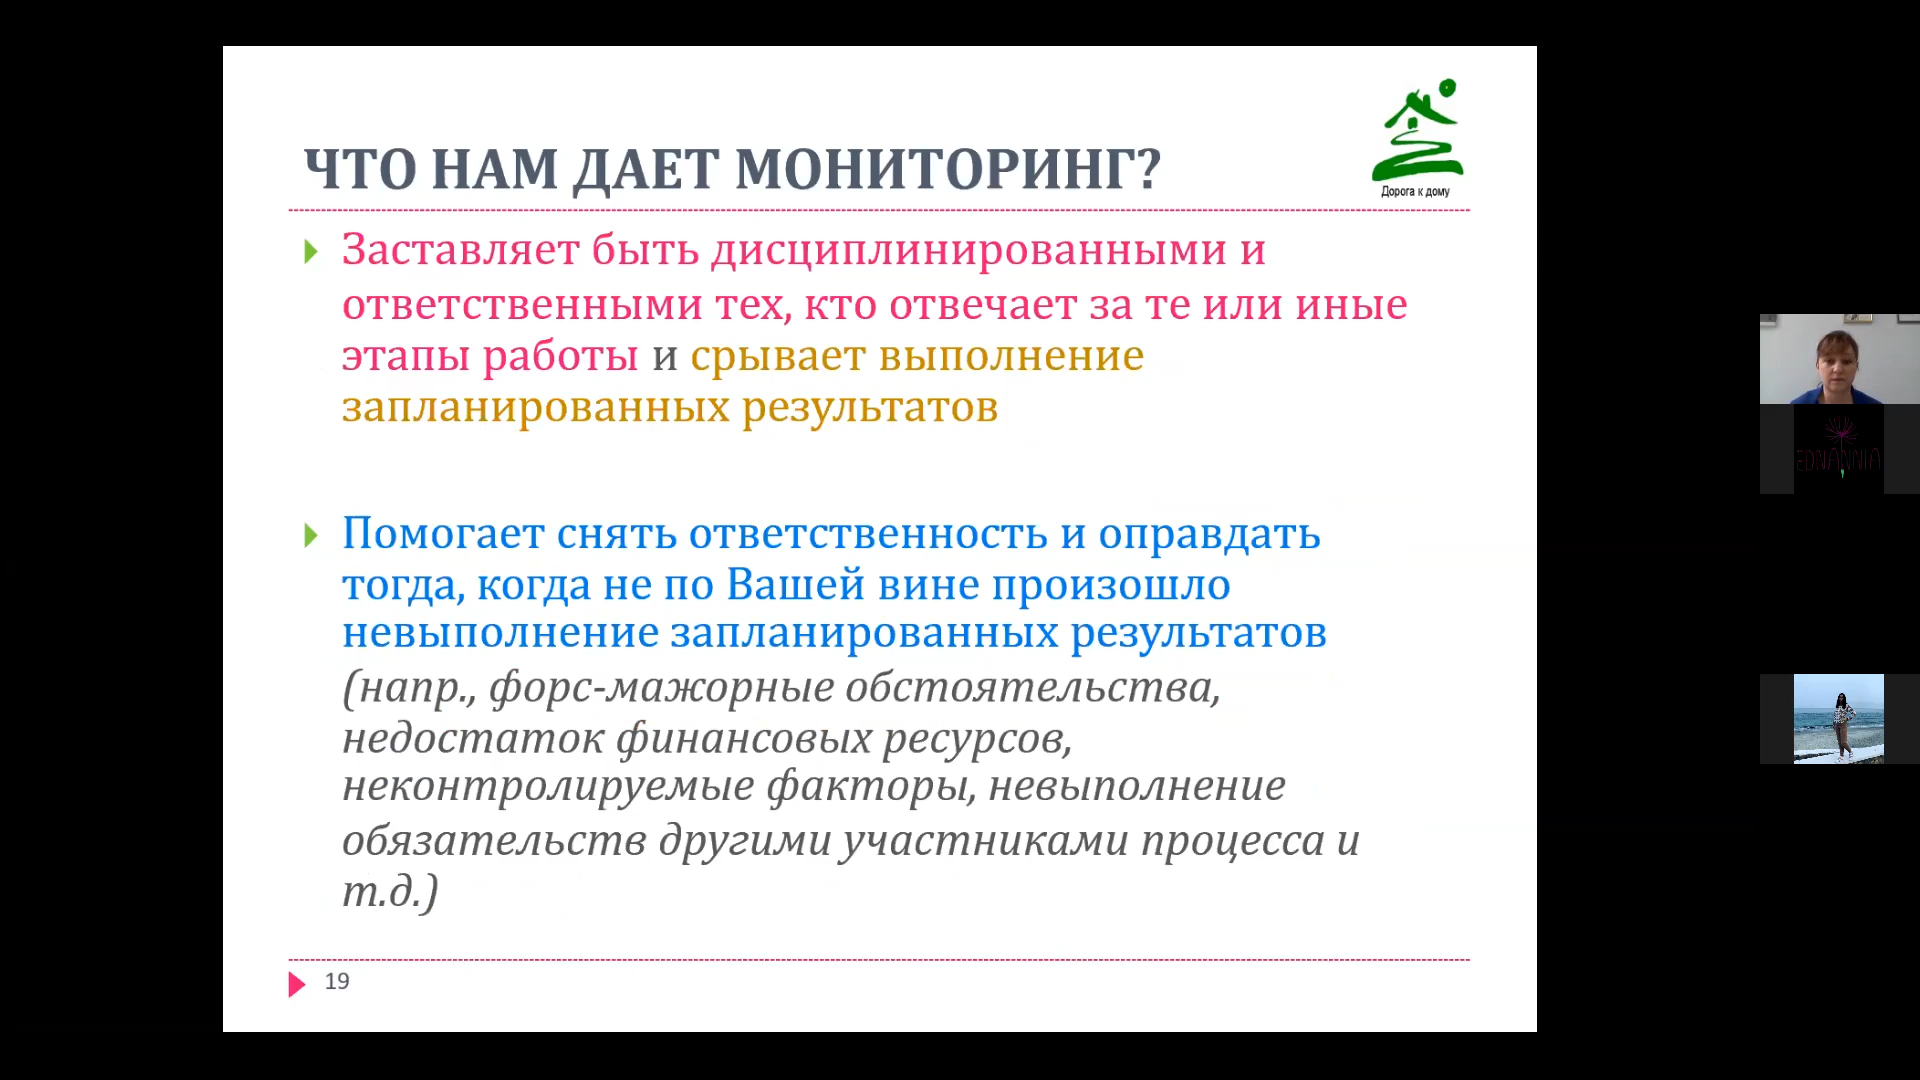 ЧТО НАМ ДАЕТ МОНИТОРИНГ?
Дорога к дому
Заставляет быть дисциплинированными и
ответственными тех, кто отвечает за те или иные
этапы работы и срывает выполнение
запланированных результатов
Помогает снять ответственность и оправдать
тогда, когда не по Вашей вине произошло
невыполнение запланированных результатов
(напр., форс-мажорные обстоятельства,
недостаток финансовых ресурсов,
неконтролируемые факторы, невыполнение
обязательств другими участниками процесса и
т.д.)
19
EDNANNIA